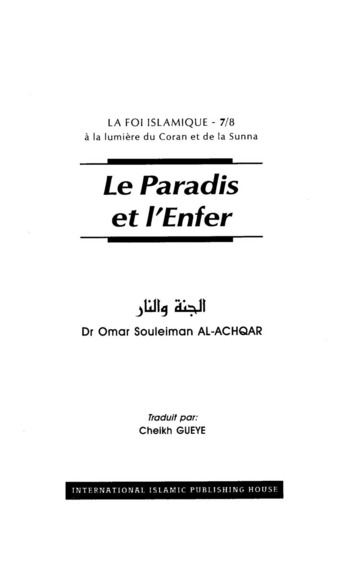 LA FOI ISLAMIQUE - 7/8
à la lumière du Coran et de la Sunna
Le Paradis
et l'Enfer
الجنة والنار
Dr Omar Souleiman AL-ACHQAR
Traduit par:
Cheikh GUEYE
INTERNATIONAL ISLAMIC PUBLISHING HOUSE